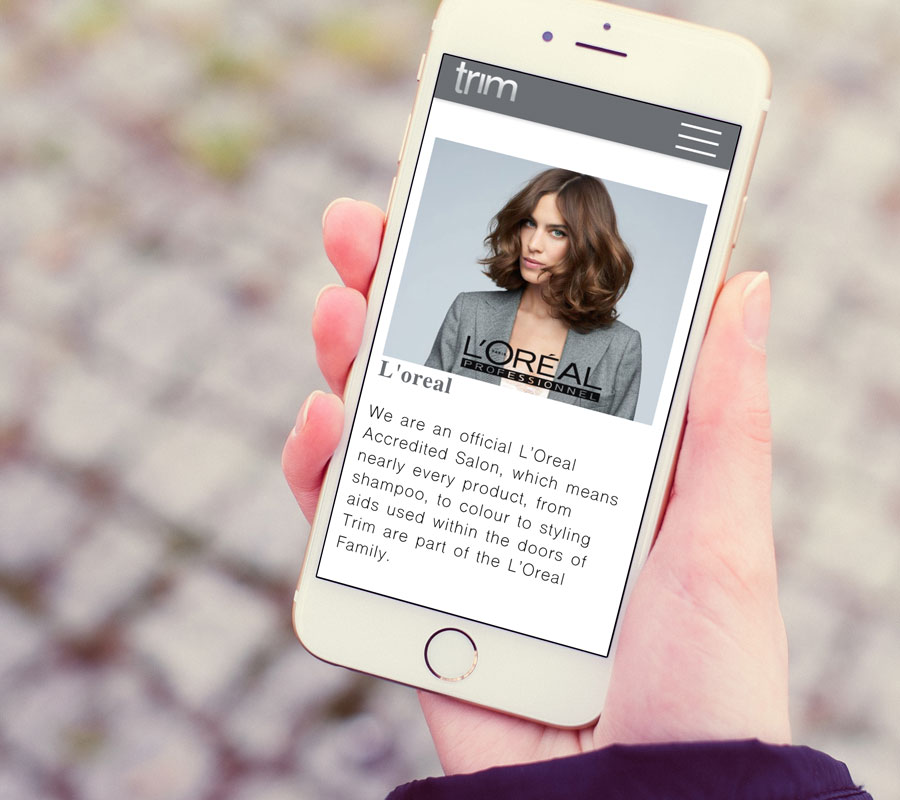 trım
L'ORÉAL
PARIS
PROFESSIONNEL
L'oreal
We are an official L'Oreal
Accredited Salon, which means
nearly every product, from
shampoo, to colour to styling
aids used within the doors of
Trim are part of the L'Oreal
Family.